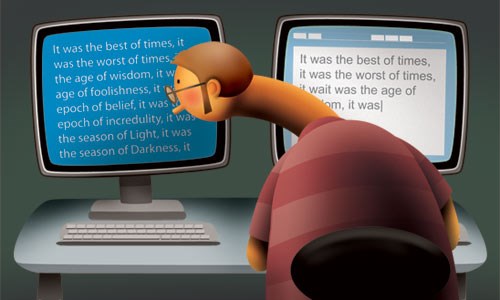 It was the best of times, it
was the worst of times,
the age of wisdom, it
age of foolishness, it
epoch of belief, it was
epoch of incredulity, it was
the season of Light, it was
the season of Darkness, it
It was the best of times,
it was the worst of times,
it wait was the age of
dom, it was|